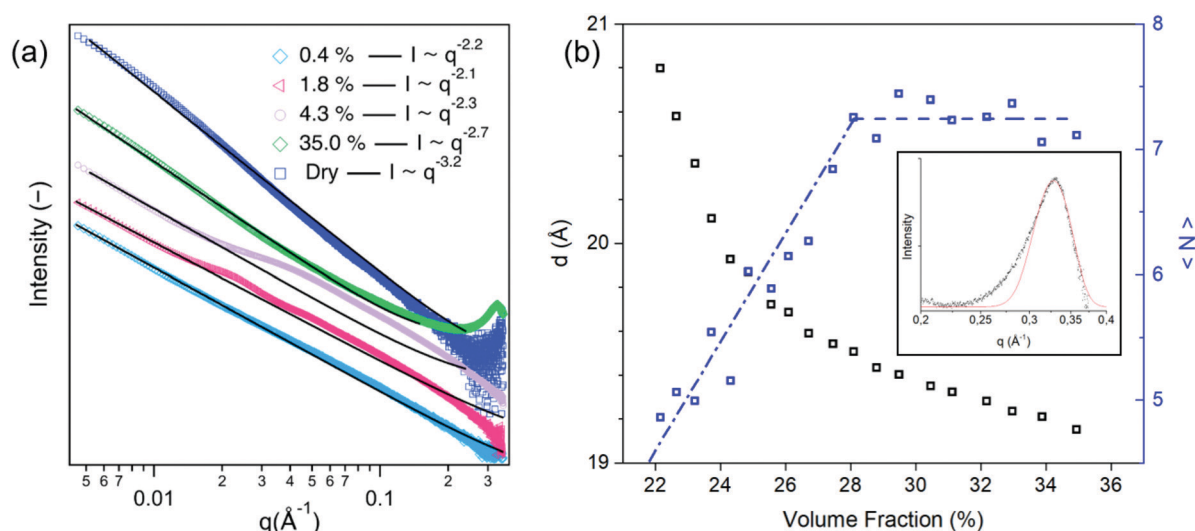 (a)
0.4 % — I ~ q-2.2
1.8 % — I ~ q-2.1
4.3 % — I ~ q-2.3
35.0 % — I ~ q-2.7
Dry — I ~ q-3.2
Intensity (–)
5 6 7 0.01 2 3 4 5 6 7 0.1 2 3
q(Å-1)
(b)
21
20
19
d (Å)
8
7
6
5
< N >
Intensity
0,2 0,25 0,3 0,35 0,4
q (Å-1)
22 24 26 28 30 32 34 36
Volume Fraction (%)